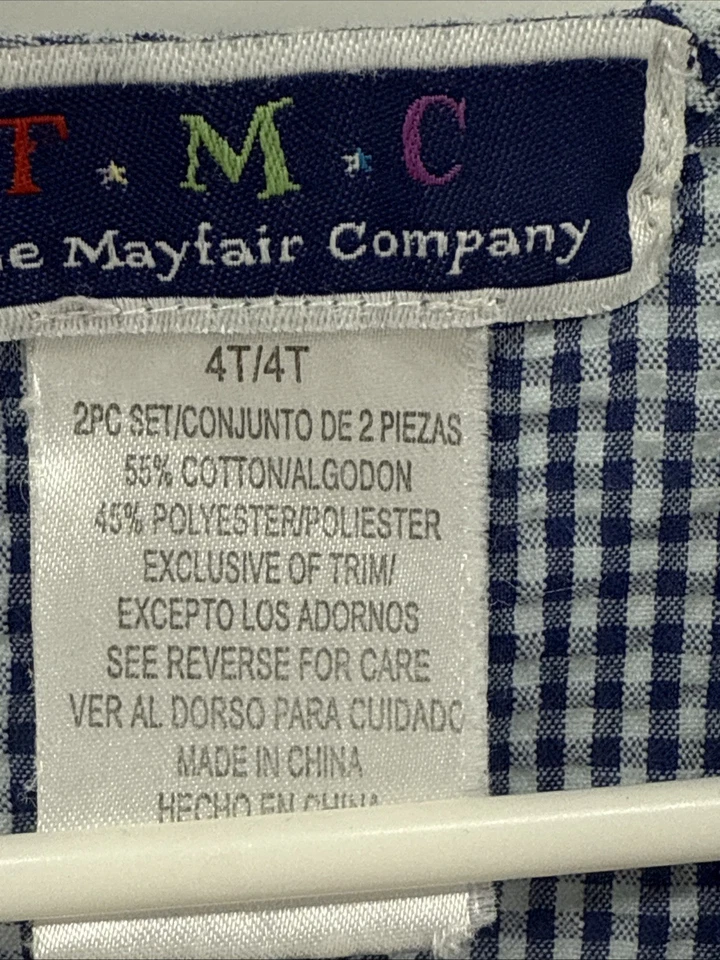 T M C
e Mayfair Company
4T/4T
2PC SET/CONJUNTO DE 2 PIEZAS
55% COTTON/ALGODON
45% POLYESTER/POLIESTER
EXCLUSIVE OF TRIM/
EXCEPTO LOS ADORNOS
SEE REVERSE FOR CARE
VER AL DORSO PARA CUIDADO
MADE IN CHINA
HECHO EN CHINA